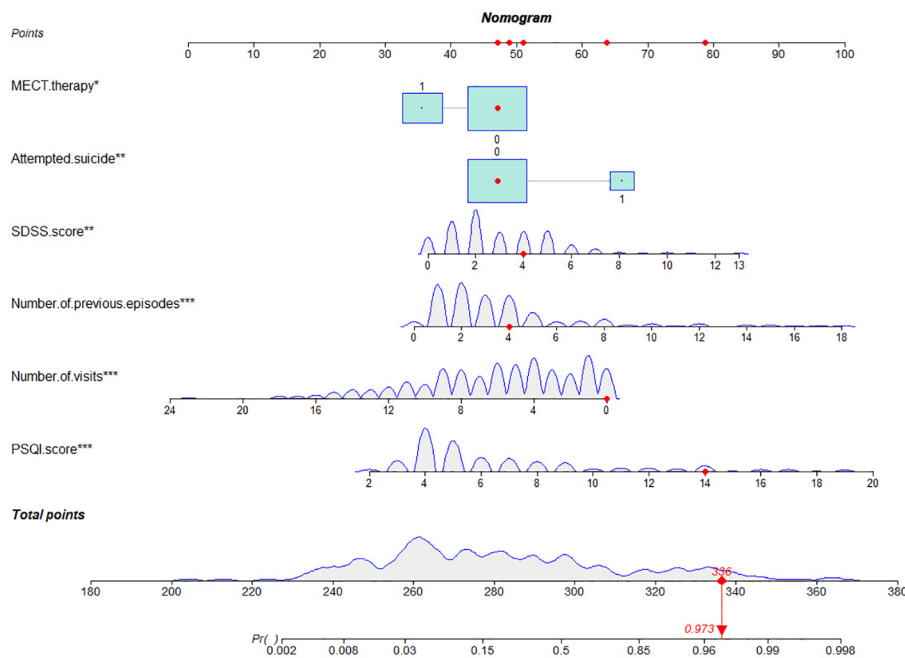 Nomogram
Points
0 10 20 30 40 50 60 70 80 90 100
MECT.therapy*
1
0
0
Attempted.suicide**
1
SDSS.score**
0 2 4 6 8 10 11 12 13
Number.of.previous.episodes***
0 2 4 6 8 10 12 14 16 18
Number.of.visits***
24 20 16 12 8 4 0
PSQI.score***
2 4 6 8 10 12 14 16 18 20
Total points
336
180 200 220 240 260 280 300 320 340 360 380
0.973
Pr( )
0.002 0.008 0.03 0.15 0.5 0.85 0.96 0.99 0.998